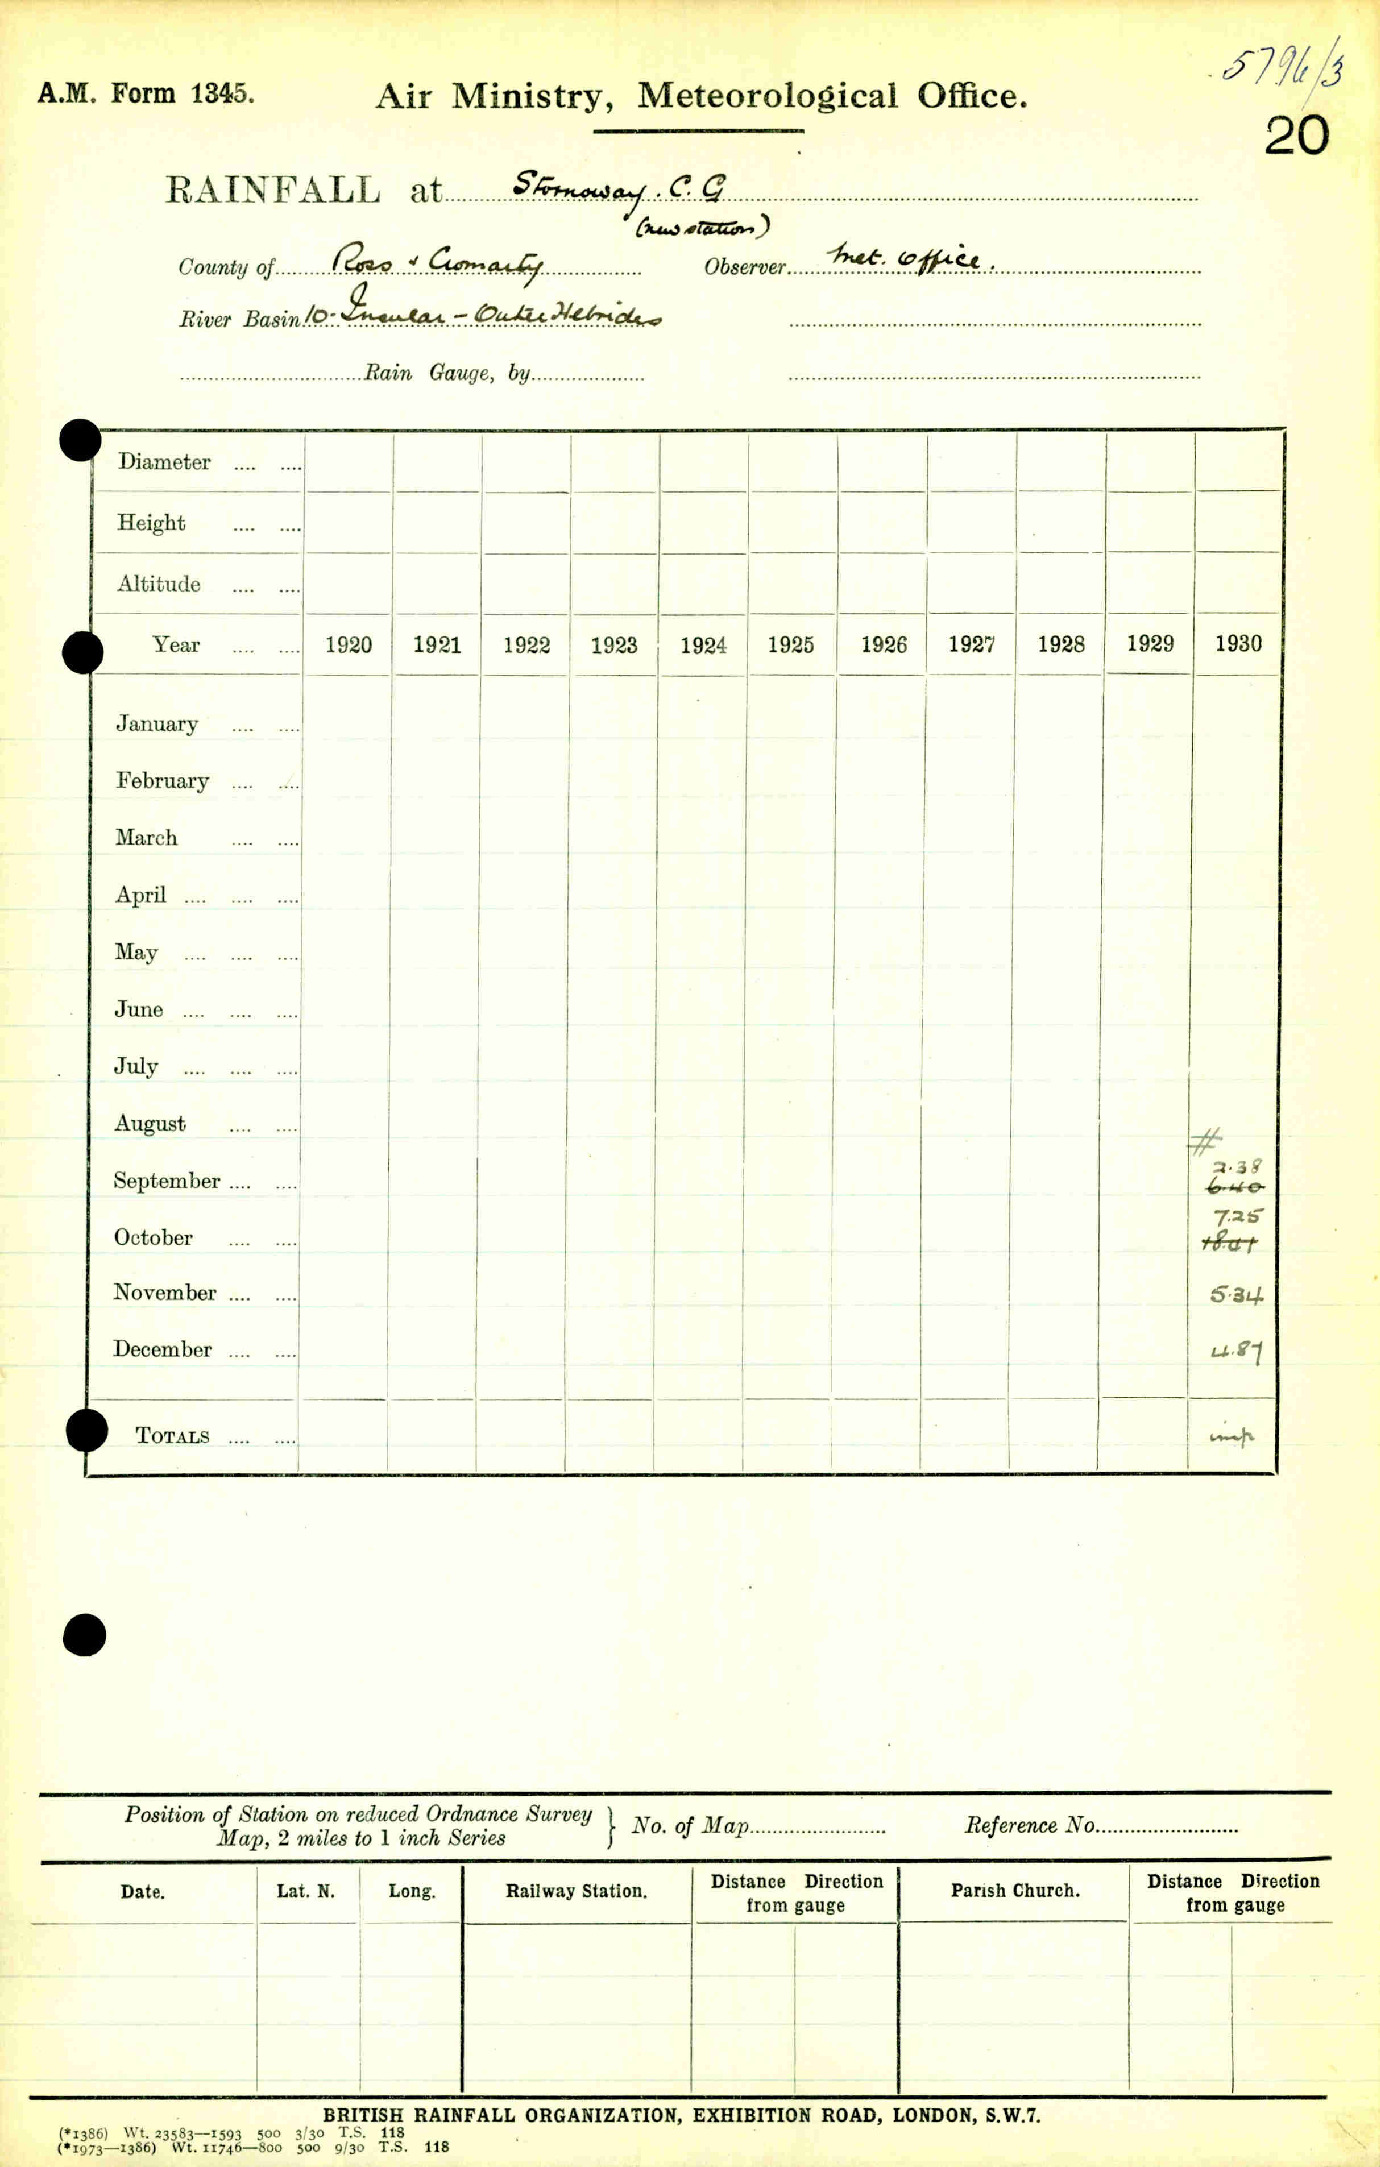 5796/3
A.M. Form 1345. Air Ministry, Meteorological Office.
20
RAINFALL at Stornoway. C. G
(new station)
County of Ross & Cromarty Observer Met. Office.
River Basin 10. Insular - Outer Hebrides
Rain Gauge, by
Diameter .... ....
Height .... ....
Altitude .... ....
Year .... .... 1920 1921 1922 1923 1924 1925 1926 1927 1928 1929 1930
January .... ....
February .... ....
March .... ....
April .... .... ....
May .... .... ....
June .... .... ....
July .... .... ....
August .... ....
#
2.38
September .... .... 6.40
7.25
October .... .... 18.41
November .... .... 5.34
December .... .... 4.87
TOTALS .... .... imp
Position of Station on reduced Ordnance Survey
Map, 2 miles to 1 inch Series } No. of Map Reference No.
Date. Lat. N. Long. Railway Station. Distance Direction
from gauge Parish Church. Distance Direction
from gauge
BRITISH RAINFALL ORGANIZATION, EXHIBITION ROAD, LONDON, S.W.7.
(*1386) Wt. 23583—1593 500 3/30 T.S. 118
(*1973—1386) Wt. 11746—800 500 9/30 T.S. 118